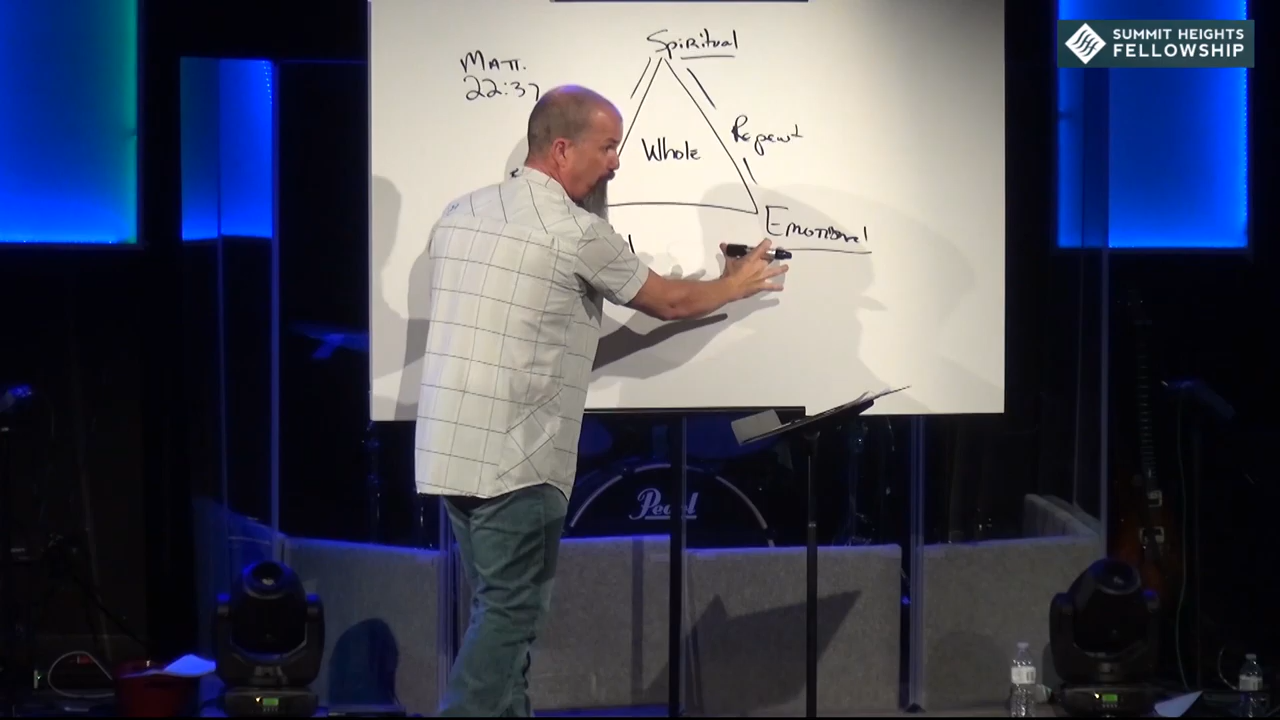 SUMMIT HEIGHTS
FELLOWSHIP
Spiritual
MATT.
22:37
Repent
Whole
Emotional
Pearl